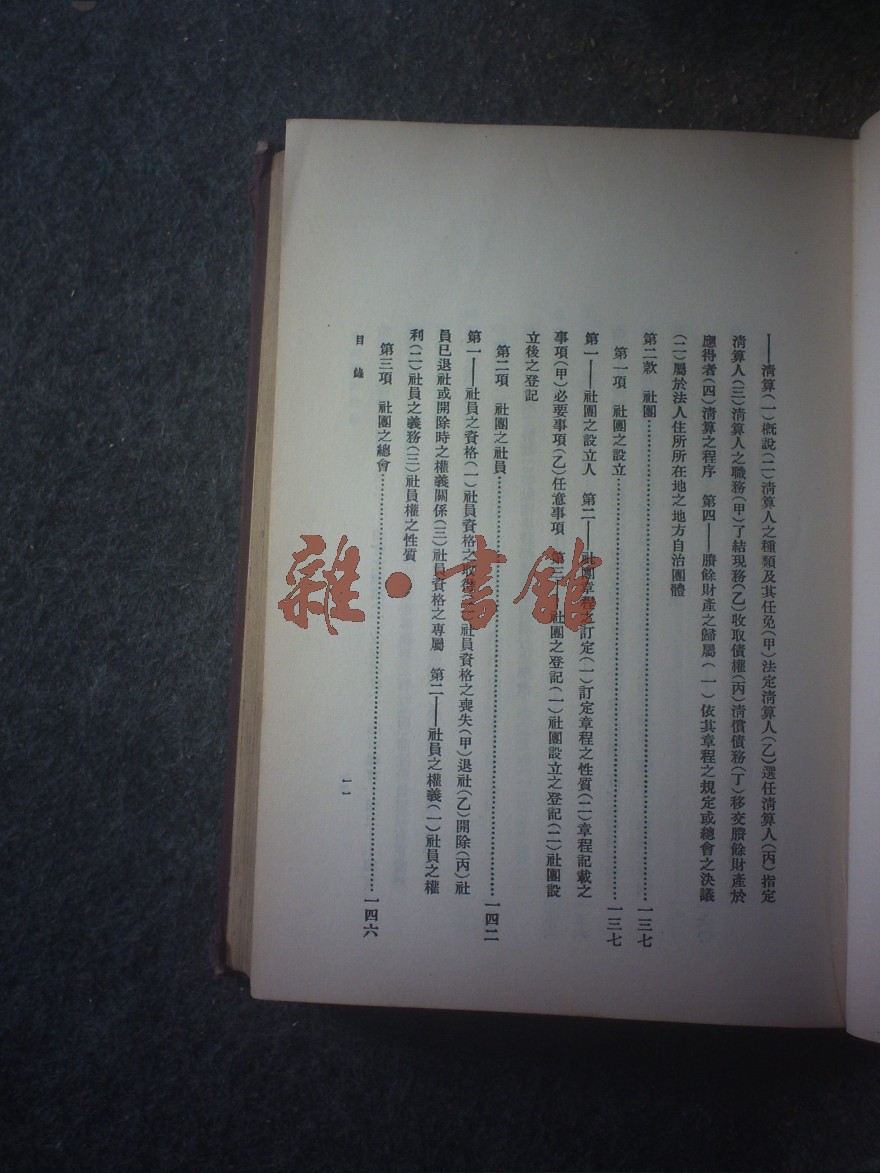 ——清算(一)概說(二)清算人之種類及其任免(甲)法定清算人(乙)選任清算人(丙)指定
清算人(三)清算人之職務(甲)了結現務(乙)收取債權(丙)清償債務(丁)移交賸餘財產於
應得者(四)清算之程序　第四——賸餘財產之歸屬(一)依其章程之規定或總會之決議
(二)屬於法人住所所在地之地方自治團體
第二款　社團……一三七
第一項　社團之設立……一三七
第一——社團之設立人　第二——社團章程之訂定(一)訂定章程之性質(二)章程記載之
事項(甲)必要事項(乙)任意事項　第三——社團之登記(一)社團設立之登記(二)社團設
立後之登記
第二項　社團之社員……一四二
第一——社員之資格(一)社員資格之取得(二)社員資格之喪失(甲)退社(乙)開除(丙)社
員已退社或開除時之權義關係(三)社員資格之專屬　第二——社員之權義(一)社員之權
利(二)社員之義務(三)社員權之性質
第三項　社團之總會……一四六
目錄
一一
雜·書館